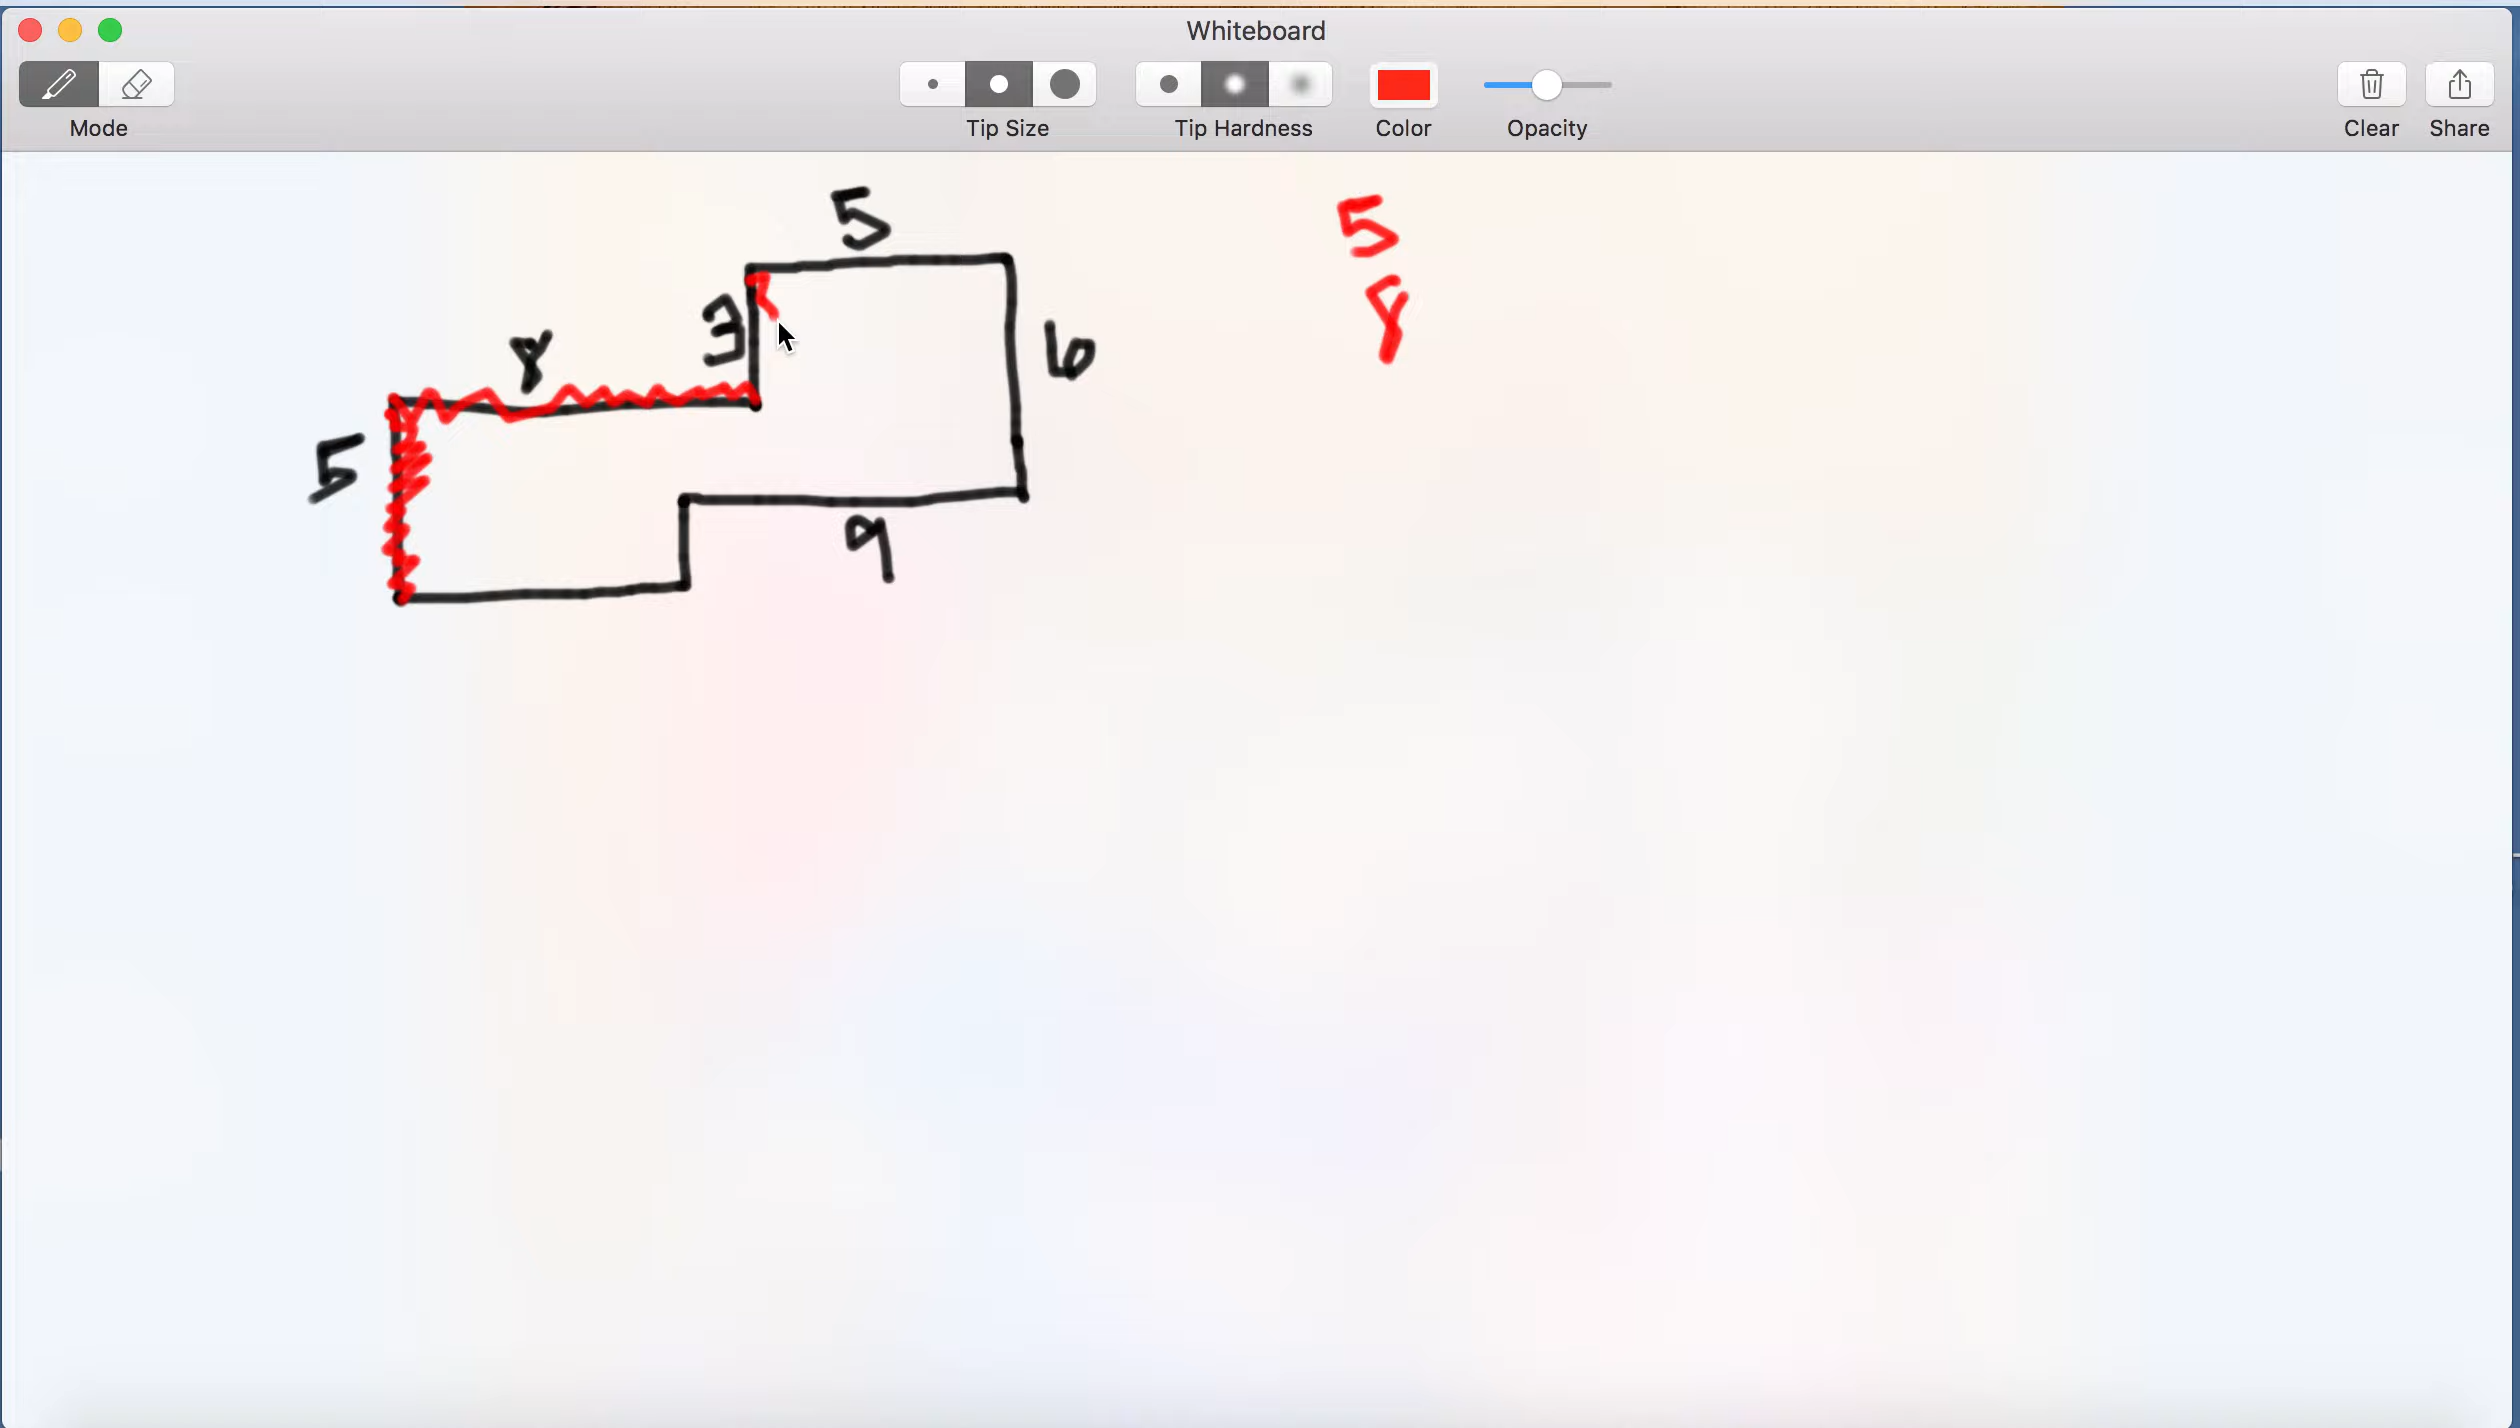 Whiteboard
Mode
Tip Size
Tip Hardness
Color
Opacity
Clear
Share
5
5
8
3
8
6
5
9